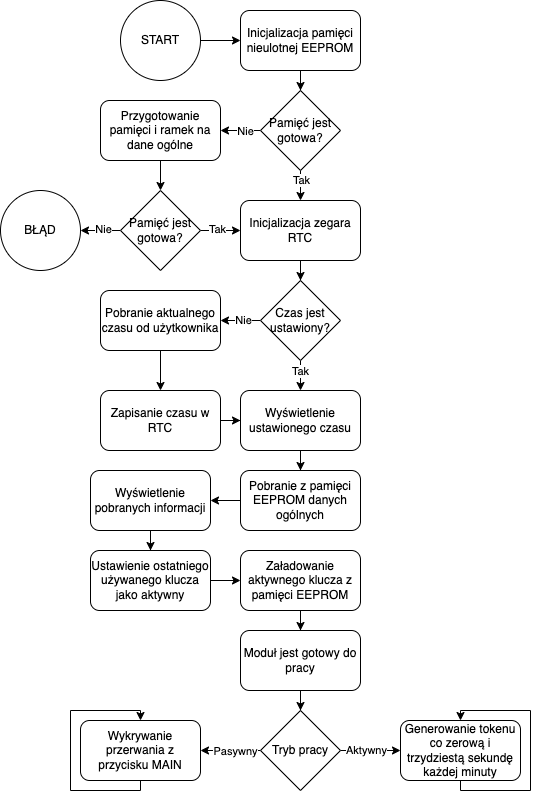 START
Inicjalizacja pamięci
nieulotnej EEPROM
Przygotowanie
pamięci i ramek na
dane ogólne
Nie
Pamięć jest
gotowa?
Tak
BŁĄD
Nie
Pamięć jest
gotowa?
Tak
Inicjalizacja zegara
RTC
Pobranie aktualnego
czasu od użytkownika
Nie
Czas jest
ustawiony?
Tak
Zapisanie czasu w
RTC
Wyświetlenie
ustawionego czasu
Wyświetlenie
pobranych informacji
Pobranie z pamięci
EEPROM danych
ogólnych
Ustawienie ostatniego
używanego klucza
jako aktywny
Załadowanie
aktywnego klucza z
pamięci EEPROM
Moduł jest gotowy do
pracy
Wykrywanie
przerwania z
przycisku MAIN
Pasywny
Tryb pracy
Aktywny
Generowanie tokenu
co zerową i
trzydziestą sekundę
każdej minuty